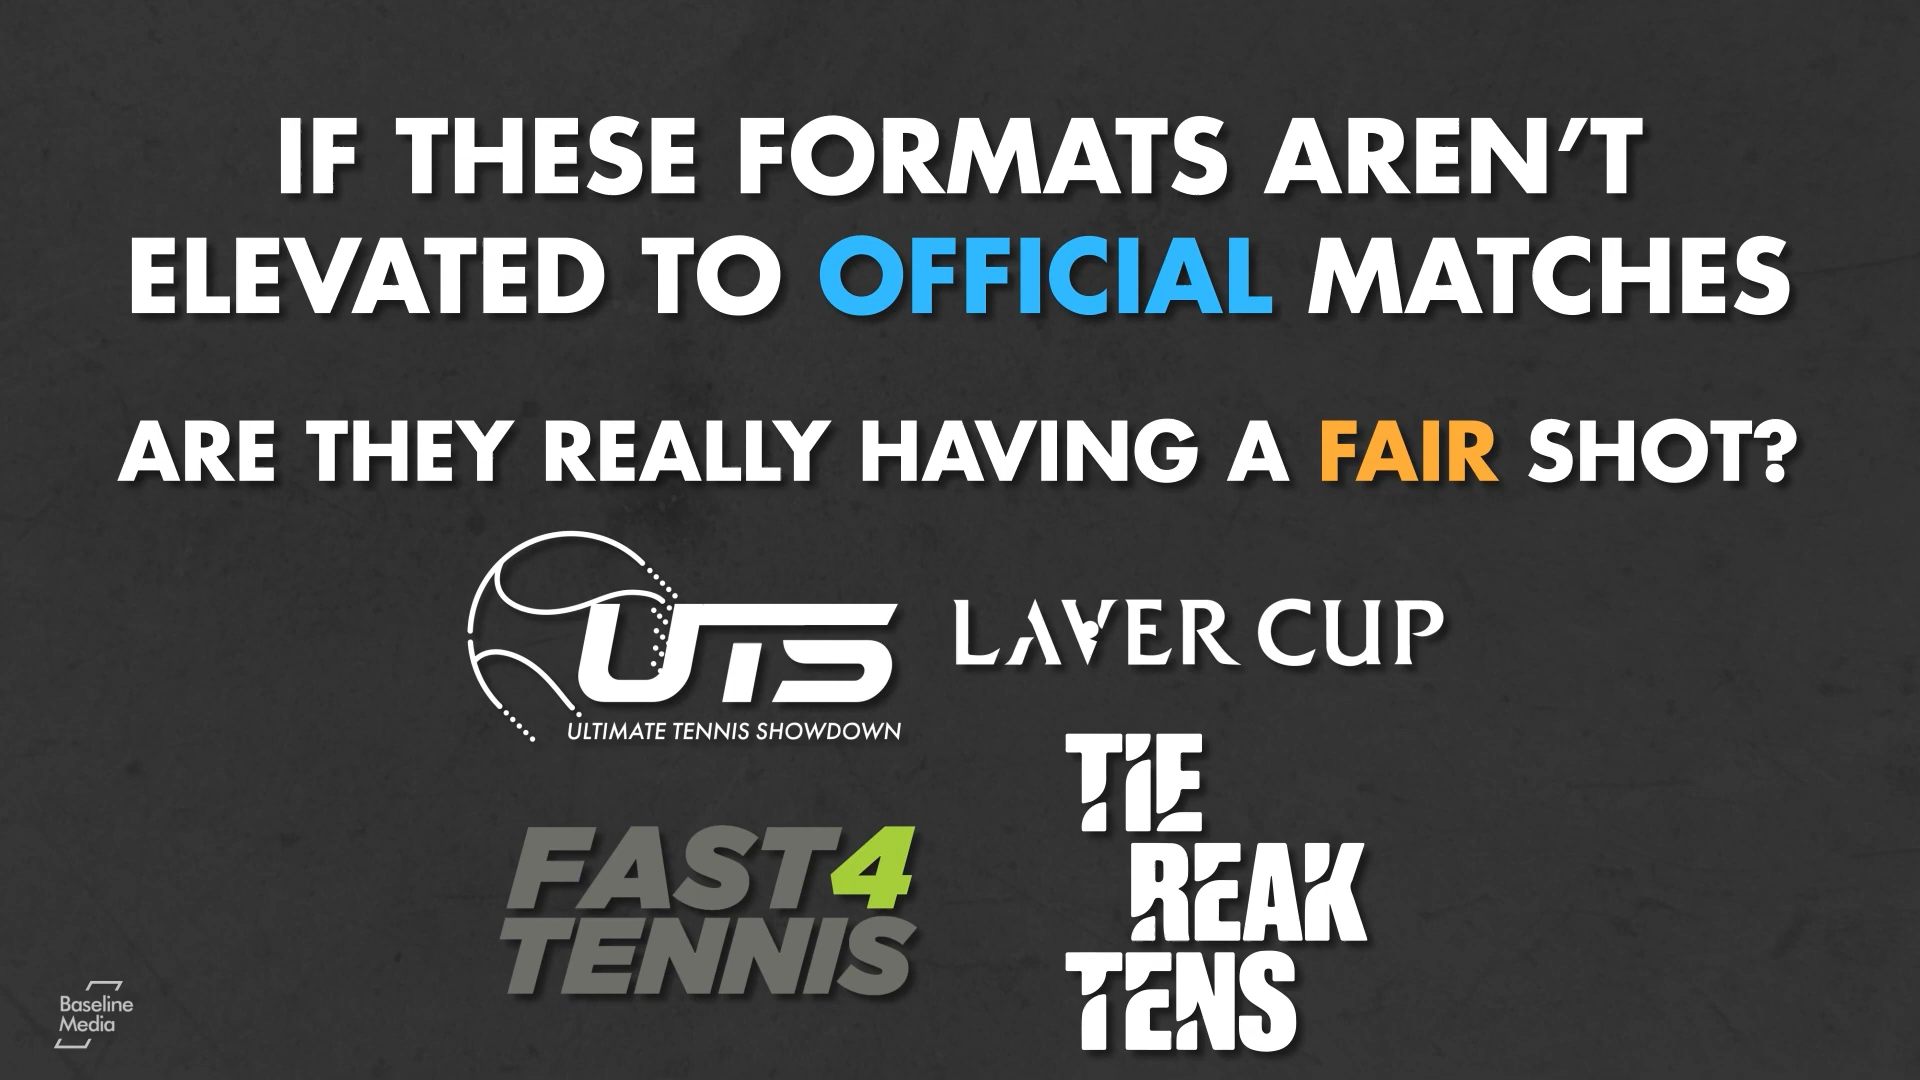 IF THESE FORMATS AREN'T
ELEVATED TO OFFICIAL MATCHES
ARE THEY REALLY HAVING A FAIR SHOT?
UTS
ULTIMATE TENNIS SHOWDOWN
LAVER CUP
FAST4
TENNIS
TIE
BREAK
TENS
Baseline
Media